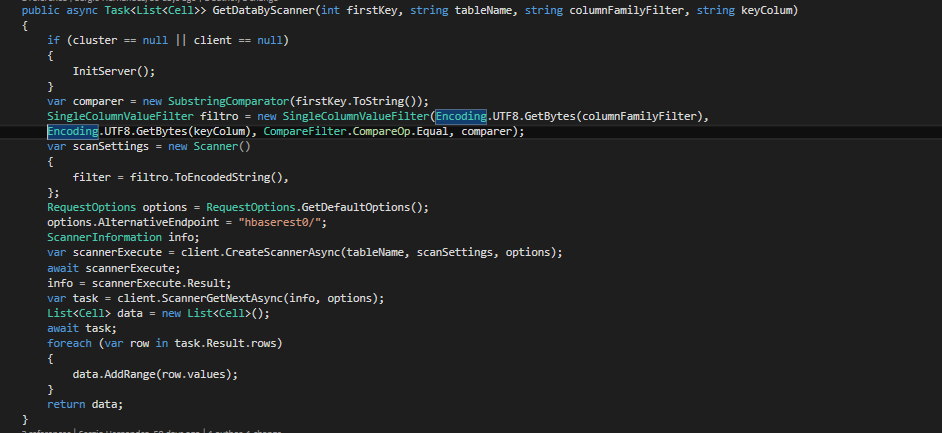 public async Task<List<Cell>> GetDataByScanner(int firstKey, string tableName, string columnFamilyFilter, string keyColum)
{
if (cluster == null || client == null)
{
InitServer();
}
var comparer = new SubstringComparator(firstKey.ToString());
SingleColumnValueFilter filtro = new SingleColumnValueFilter(Encoding.UTF8.GetBytes(columnFamilyFilter),
Encoding.UTF8.GetBytes(keyColum), CompareFilter.CompareOp.Equal, comparer);
var scanSettings = new Scanner()
{
filter = filtro.ToEncodedString(),
};
RequestOptions options = RequestOptions.GetDefaultOptions();
options.AlternativeEndpoint = "hbaserest0/";
ScannerInformation info;
var scannerExecute = client.CreateScannerAsync(tableName, scanSettings, options);
await scannerExecute;
info = scannerExecute.Result;
var task = client.ScannerGetNextAsync(info, options);
List<Cell> data = new List<Cell>();
await task;
foreach (var row in task.Result.rows)
{
data.AddRange(row.values);
}
return data;
}